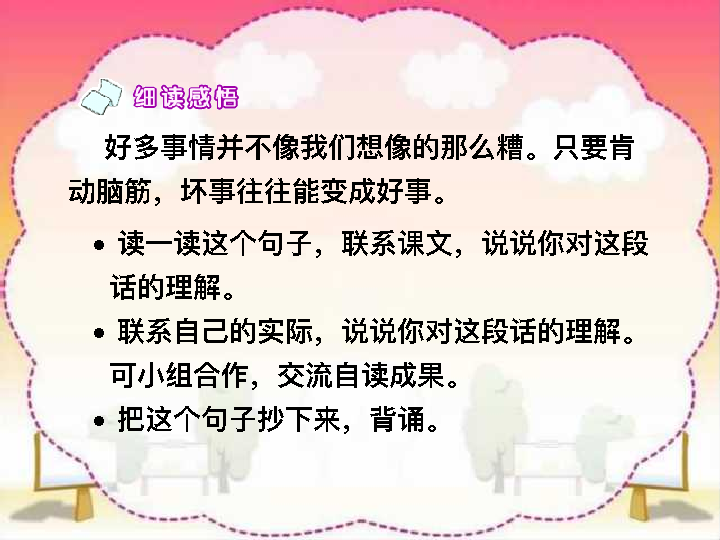 细读感悟
好多事情并不像我们想像的那么糟。只要肯
动脑筋，坏事往往能变成好事。
• 读一读这个句子，联系课文，说说你对这段
话的理解。
• 联系自己的实际，说说你对这段话的理解。
可小组合作，交流自读成果。
• 把这个句子抄下来，背诵。